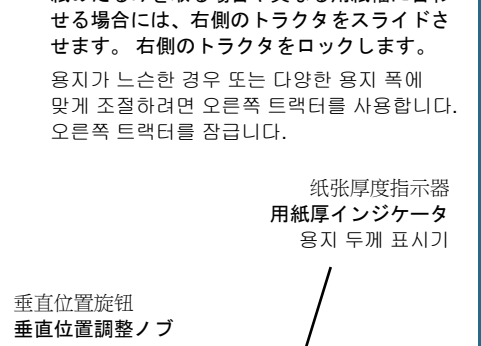 せる場合には、右側のトラクタをスライドさ
せます。 右側のトラクタをロックします。
용지가 느슨한 경우 또는 다양한 용지 폭에
맞게 조절하려면 오른쪽 트랙터를 사용합니다.
오른쪽 트랙터를 잠급니다.
纸张厚度指示器
用紙厚インジケータ
용지 두께 표시기
垂直位置旋钮
垂直位置調整ノブ